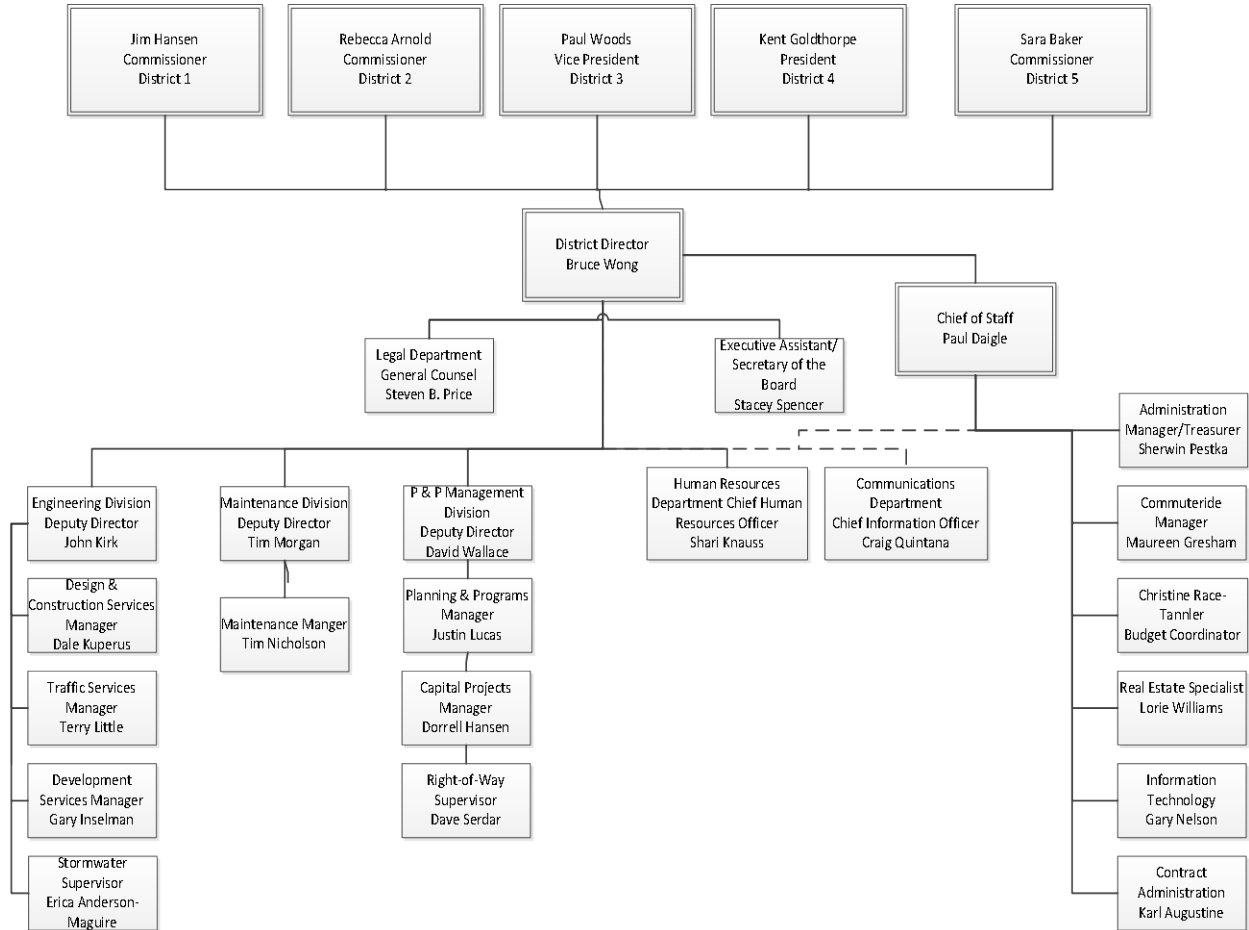 Jim Hansen
Commissioner
District 1
Rebecca Arnold
Commissioner
District 2
Paul Woods
Vice President
District 3
Kent Goldthorpe
President
District 4
Sara Baker
Commissioner
District 5
District Director
Bruce Wong
Chief of Staff
Paul Daigle
Legal Department
General Counsel
Steven B. Price
Executive Assistant/
Secretary of the
Board
Stacey Spencer
Engineering Division
Deputy Director
John Kirk
Design &
Construction Services
Manager
Dale Kuperus
Traffic Services
Manager
Terry Little
Development
Services Manager
Gary Inselman
Stormwater
Supervisor
Erica Anderson-
Maguire
Maintenance Division
Deputy Director
Tim Morgan
Maintenance Manger
Tim Nicholson
P & P Management
Division
Deputy Director
David Wallace
Planning & Programs
Manager
Justin Lucas
Capital Projects
Manager
Dorrell Hansen
Right-of-Way
Supervisor
Dave Serdar
Human Resources
Department Chief Human
Resources Officer
Shari Knauss
Communications
Department
Chief Information Officer
Craig Quintana
Administration
Manager/Treasurer
Sherwin Pestka
Commuteride
Manager
Maureen Gresham
Christine Race-
Tannler
Budget Coordinator
Real Estate Specialist
Lorie Williams
Information
Technology
Gary Nelson
Contract
Administration
Karl Augustine